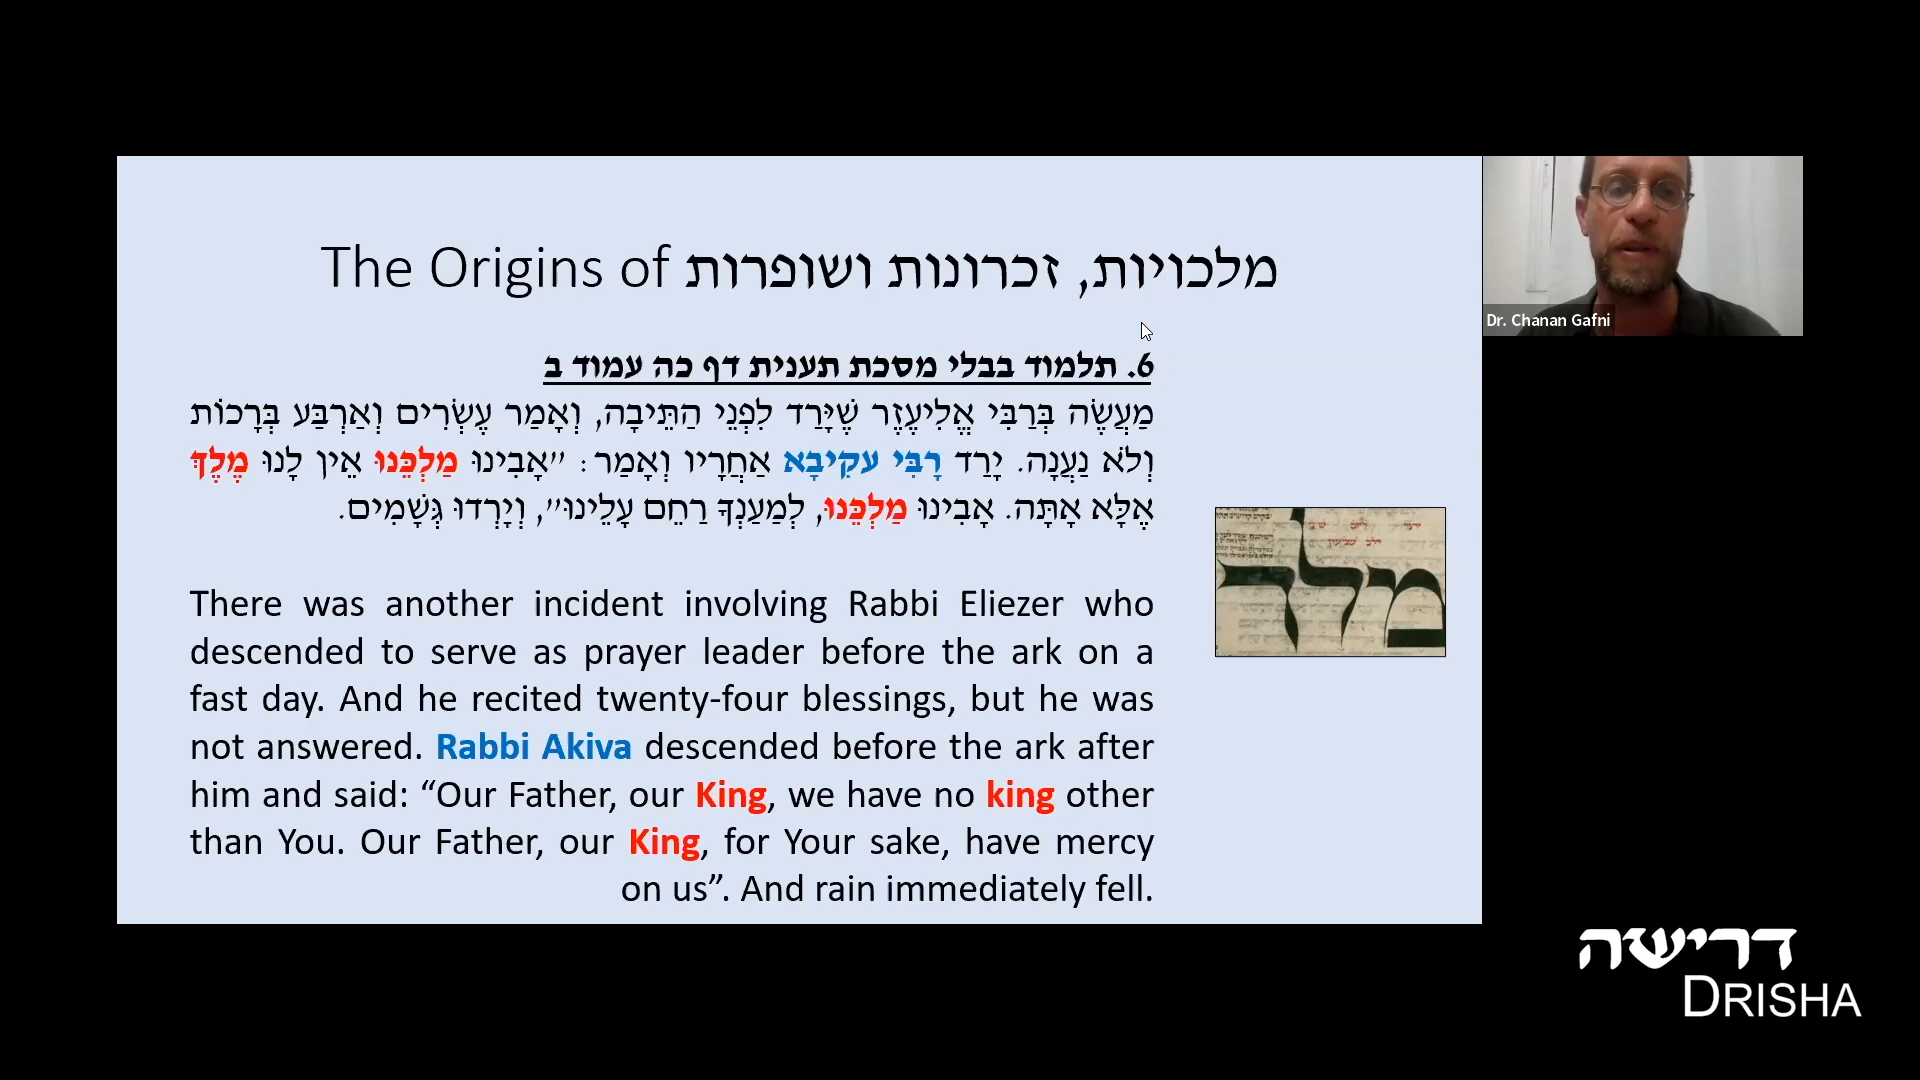 The Origins of מלכויות, זכרונות ושופרות
6. תלמוד בבלי מסכת תענית דף כה עמוד ב
מַעֲשֶׂה בְּרַבִּי אֱלִיעֶזֶר שֶׁיָּרַד לִפְנֵי הַתֵּיבָה, וְאָמַר עֶשְׂרִים וְאַרְבַּע בְּרָכוֹת
וְלֹא נַעֲנָה. יָרַד רַבִּי עקִיבָא אַחֲרָיו וְאָמַר: ״אָבִינוּ מַלְכֵּנוּ אֵין לָנוּ מֶלֶךְ
אֶלָּא אָתָּה. אָבִינוּ מַלְכֵּנוּ, לְמַעַנְךָ רַחֵם עָלֵינוּ״, וְיָרְדוּ גְּשָׁמִים.
There was another incident involving Rabbi Eliezer who
descended to serve as prayer leader before the ark on a
fast day. And he recited twenty-four blessings, but he was
not answered. Rabbi Akiva descended before the ark after
him and said: “Our Father, our King, we have no king other
than You. Our Father, our King, for Your sake, have mercy
on us”. And rain immediately fell.
מלך
Dr. Chanan Gafni
דרישה
DRISHA